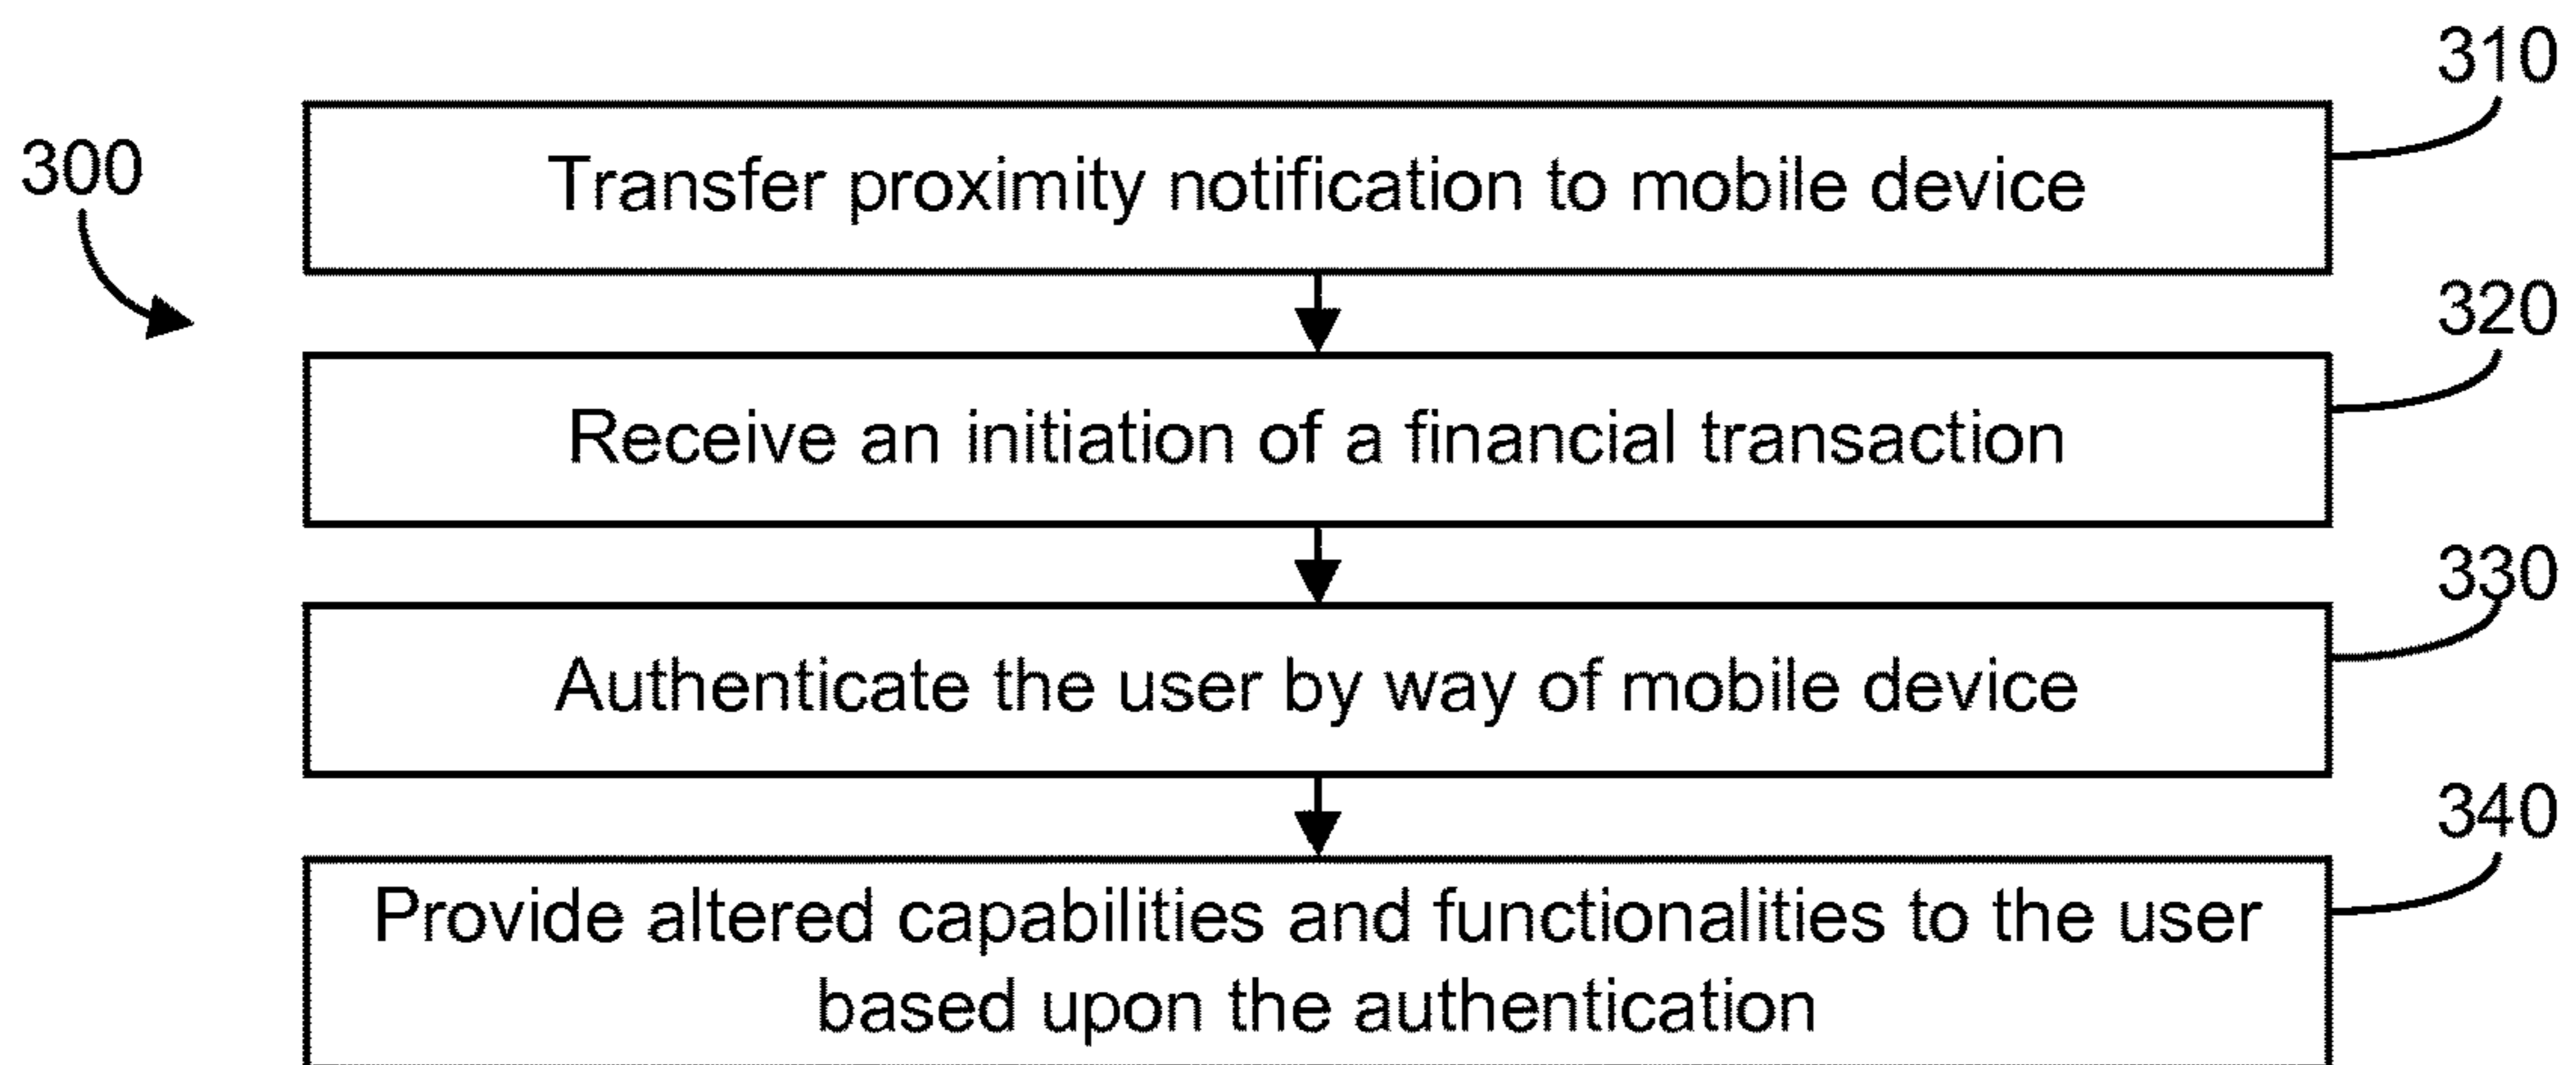 310
300
Transfer proximity notification to mobile device
320
Receive an initiation of a financial transaction
330
Authenticate the user by way of mobile device
340
Provide altered capabilities and functionalities to the user
based upon the authentication